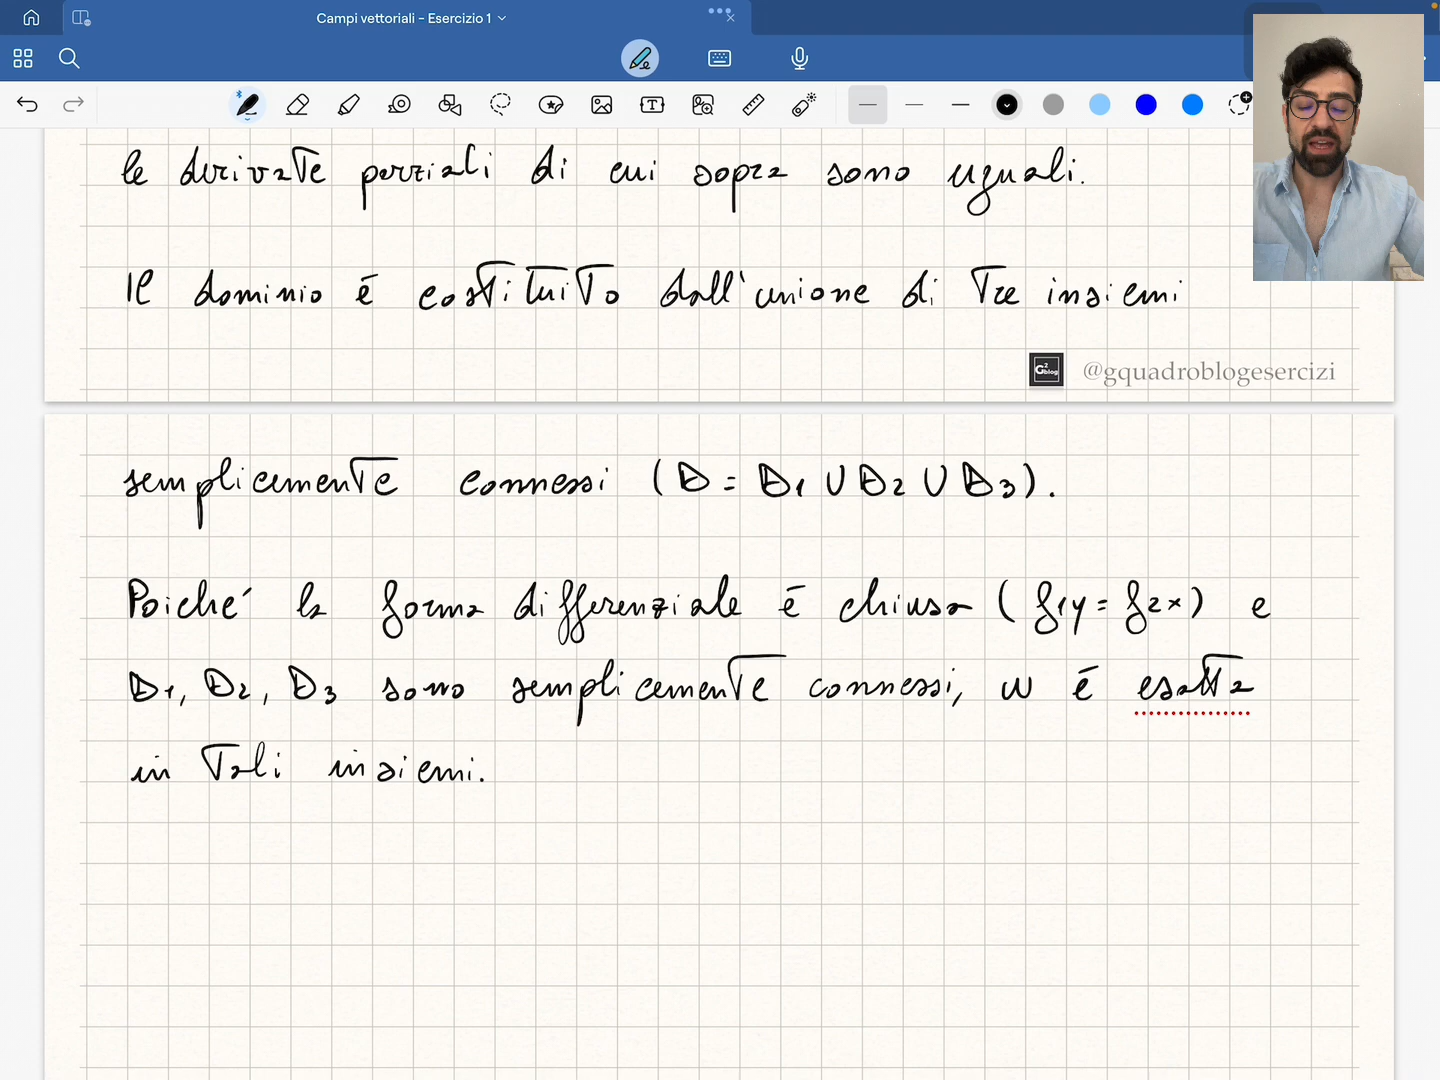 Campi vettoriali - Esercizio 1
le derivate parziali di cui sopra sono uguali.
Il dominio è costituito dall'unione di tre insiemi
G2 blog
@gquadroblogesercizi
semplicemente connessi (D = D1 ∪ D2 ∪ D3).
Poiché la forma differenziale è chiusa (f1y = f2x) e
D1, D2, D3 sono semplicemente connessi, ω è esatta
in tali insiemi.